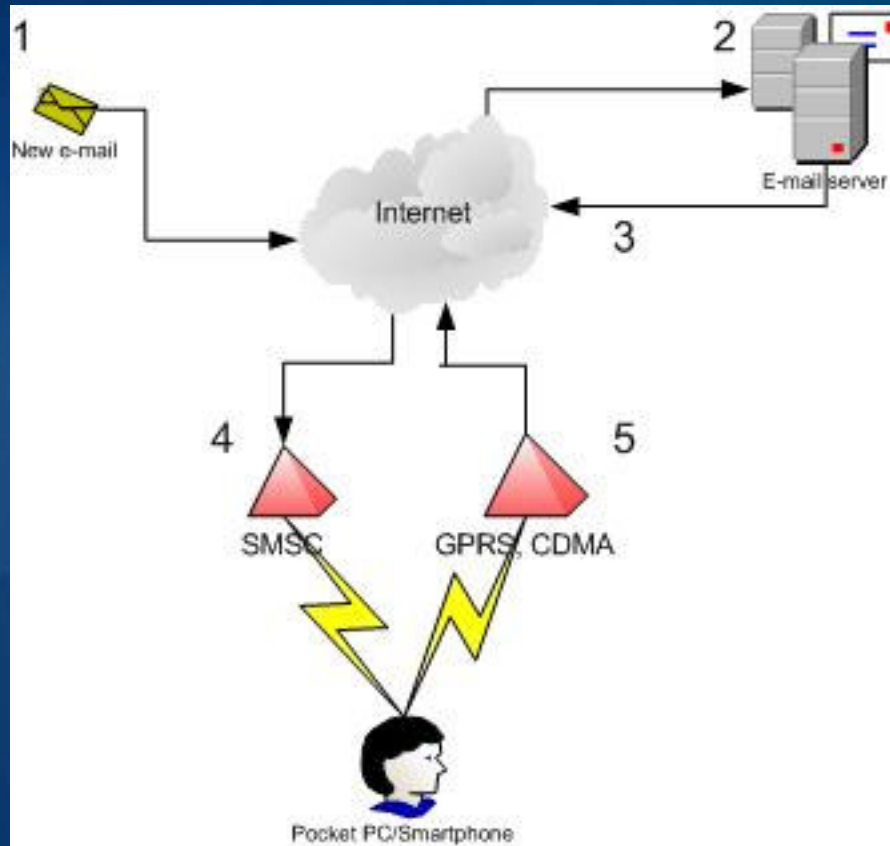 1
2
New e-mail
E-mail server
Internet
3
4
5
SMSC
GPRS, CDMA
Pocket PC/Smartphone